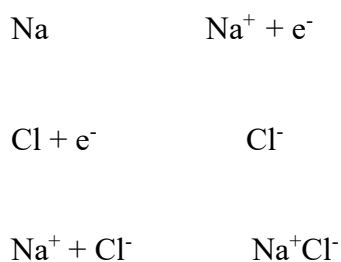 Na Na⁺ + e⁻
Cl + e⁻ Cl⁻
Na⁺ + Cl⁻ Na⁺Cl⁻